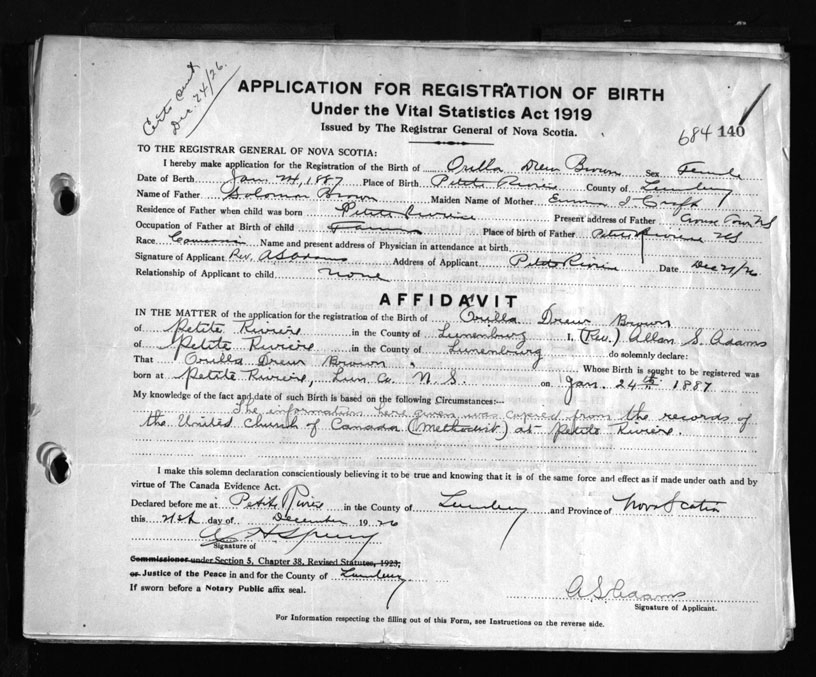 Dec 24/26.
APPLICATION FOR REGISTRATION OF BIRTH
Under the Vital Statistics Act 1919
Issued by The Registrar General of Nova Scotia.
684 140
TO THE REGISTRAR GENERAL OF NOVA SCOTIA:
I hereby make application for the Registration of the Birth of Orilla Drew Brown Sex Female
Date of Birth Jan 24, 1887 Place of Birth Petite Riviere County of Lunenburg
Name of Father Solomon Brown Maiden Name of Mother Emma
Residence of Father when child was born Petite Riviere Present address of Father
Occupation of Father at Birth of child Farmer Place of birth of Father Petite Riviere NS
Race Name and present address of Physician in attendance at birth
Signature of Applicant Rev. A S Adams Address of Applicant Petite Riviere Date Dec 21/26
Relationship of Applicant to child none
AFFIDAVIT
IN THE MATTER of the application for the registration of the Birth of Orilla Drew Brown
of Petite Riviere in the County of Lunenburg I, (Rev.) Allan S. Adams
of Petite Riviere in the County of Lunenburg do solemnly declare:
That Orilla Drew Brown Whose Birth is sought to be registered was
born at Petite Riviere, Lun. Co. N. S. on Jan. 24th 1887
My knowledge of the fact and date of such Birth is based on the following Circumstances:—
The information here given was copied from the records of
the United Church of Canada (Methodist) at Petite Riviere.
I make this solemn declaration conscientiously believing it to be true and knowing that it is of the same force and effect as if made under oath and by
virtue of The Canada Evidence Act.
Declared before me at Petite Riviere in the County of Lunenburg and Province of Nova Scotia
this 21st day of December 1926
Signature of
Commissioner under Section 5, Chapter 38, Revised Statutes, 1923,
or Justice of the Peace in and for the County of Lunenburg
If sworn before a Notary Public affix seal.
A S Adams
Signature of Applicant.
For Information respecting the filling out of this Form, see Instructions on the reverse side.